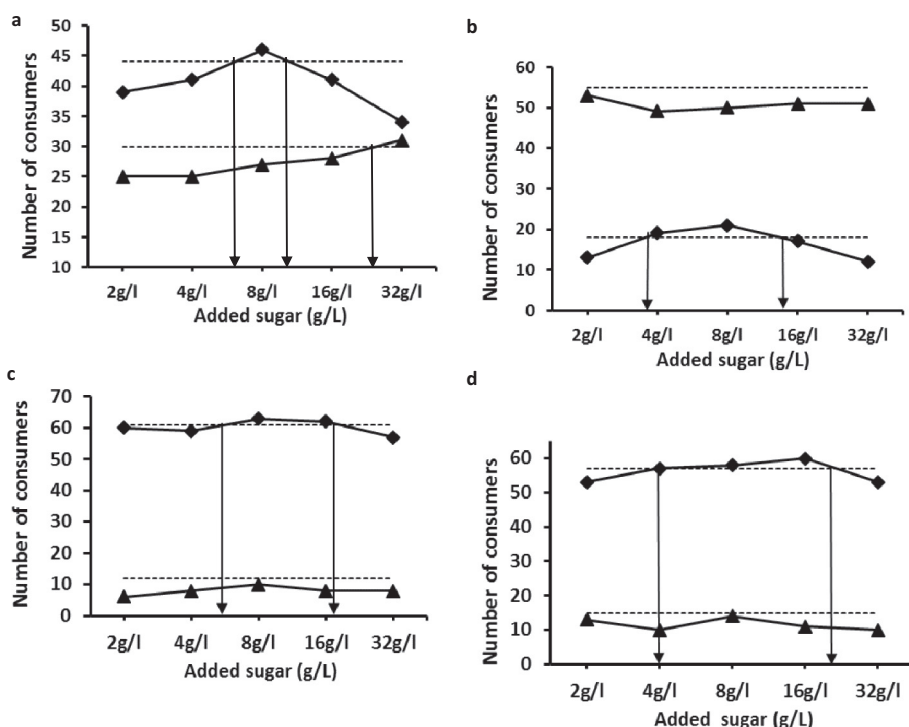 a
50
45
40
35
30
25
20
15
10
Number of consumers
2g/l 4g/l 8g/l 16g/l 32g/l
Added sugar (g/L)
b
60
50
40
30
20
10
0
Number of consumers
2g/l 4g/l 8g/l 16g/l 32g/l
Added sugar (g/L)
c
70
60
50
40
30
20
10
0
Number of consumers
2g/l 4g/l 8g/l 16g/l 32g/l
Added sugar (g/L)
d
60
50
40
30
20
10
0
Number of consumers
2g/l 4g/l 8g/l 16g/l 32g/l
Added sugar (g/L)